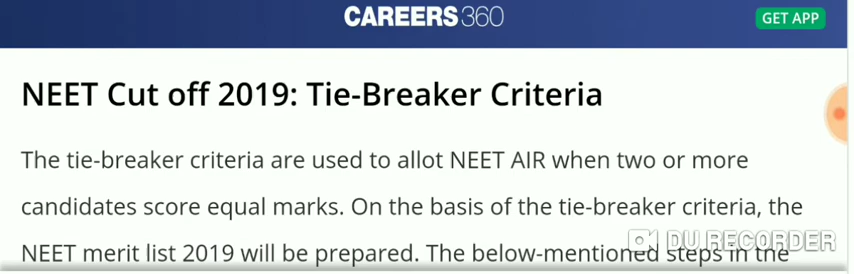 CAREERS360
GET APP
NEET Cut off 2019: Tie-Breaker Criteria
The tie-breaker criteria are used to allot NEET AIR when two or more
candidates score equal marks. On the basis of the tie-breaker criteria, the
DU RECORDER
NEET merit list 2019 will be prepared. The below-mentioned steps in the